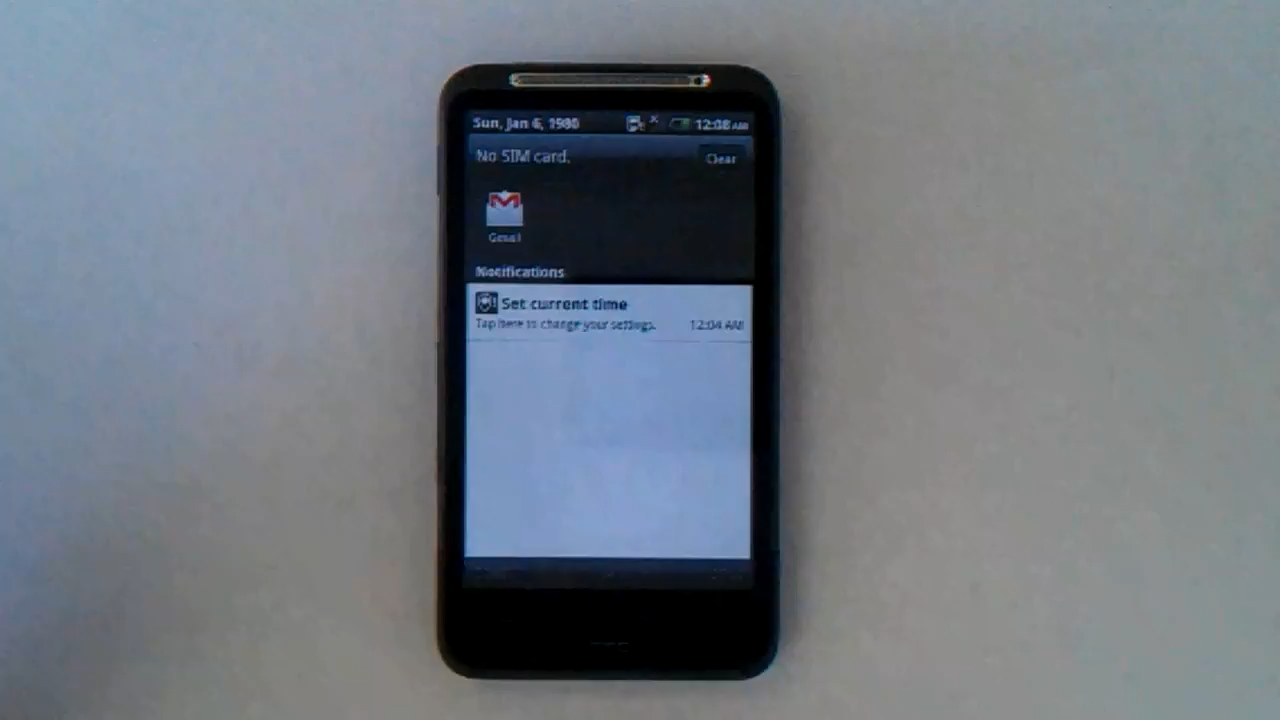 Sun, Jan 6, 1980 12:08 AM
No SIM card.
Clear
Gmail
Notifications
Set current time
Tap here to change your settings. 12:04 AM